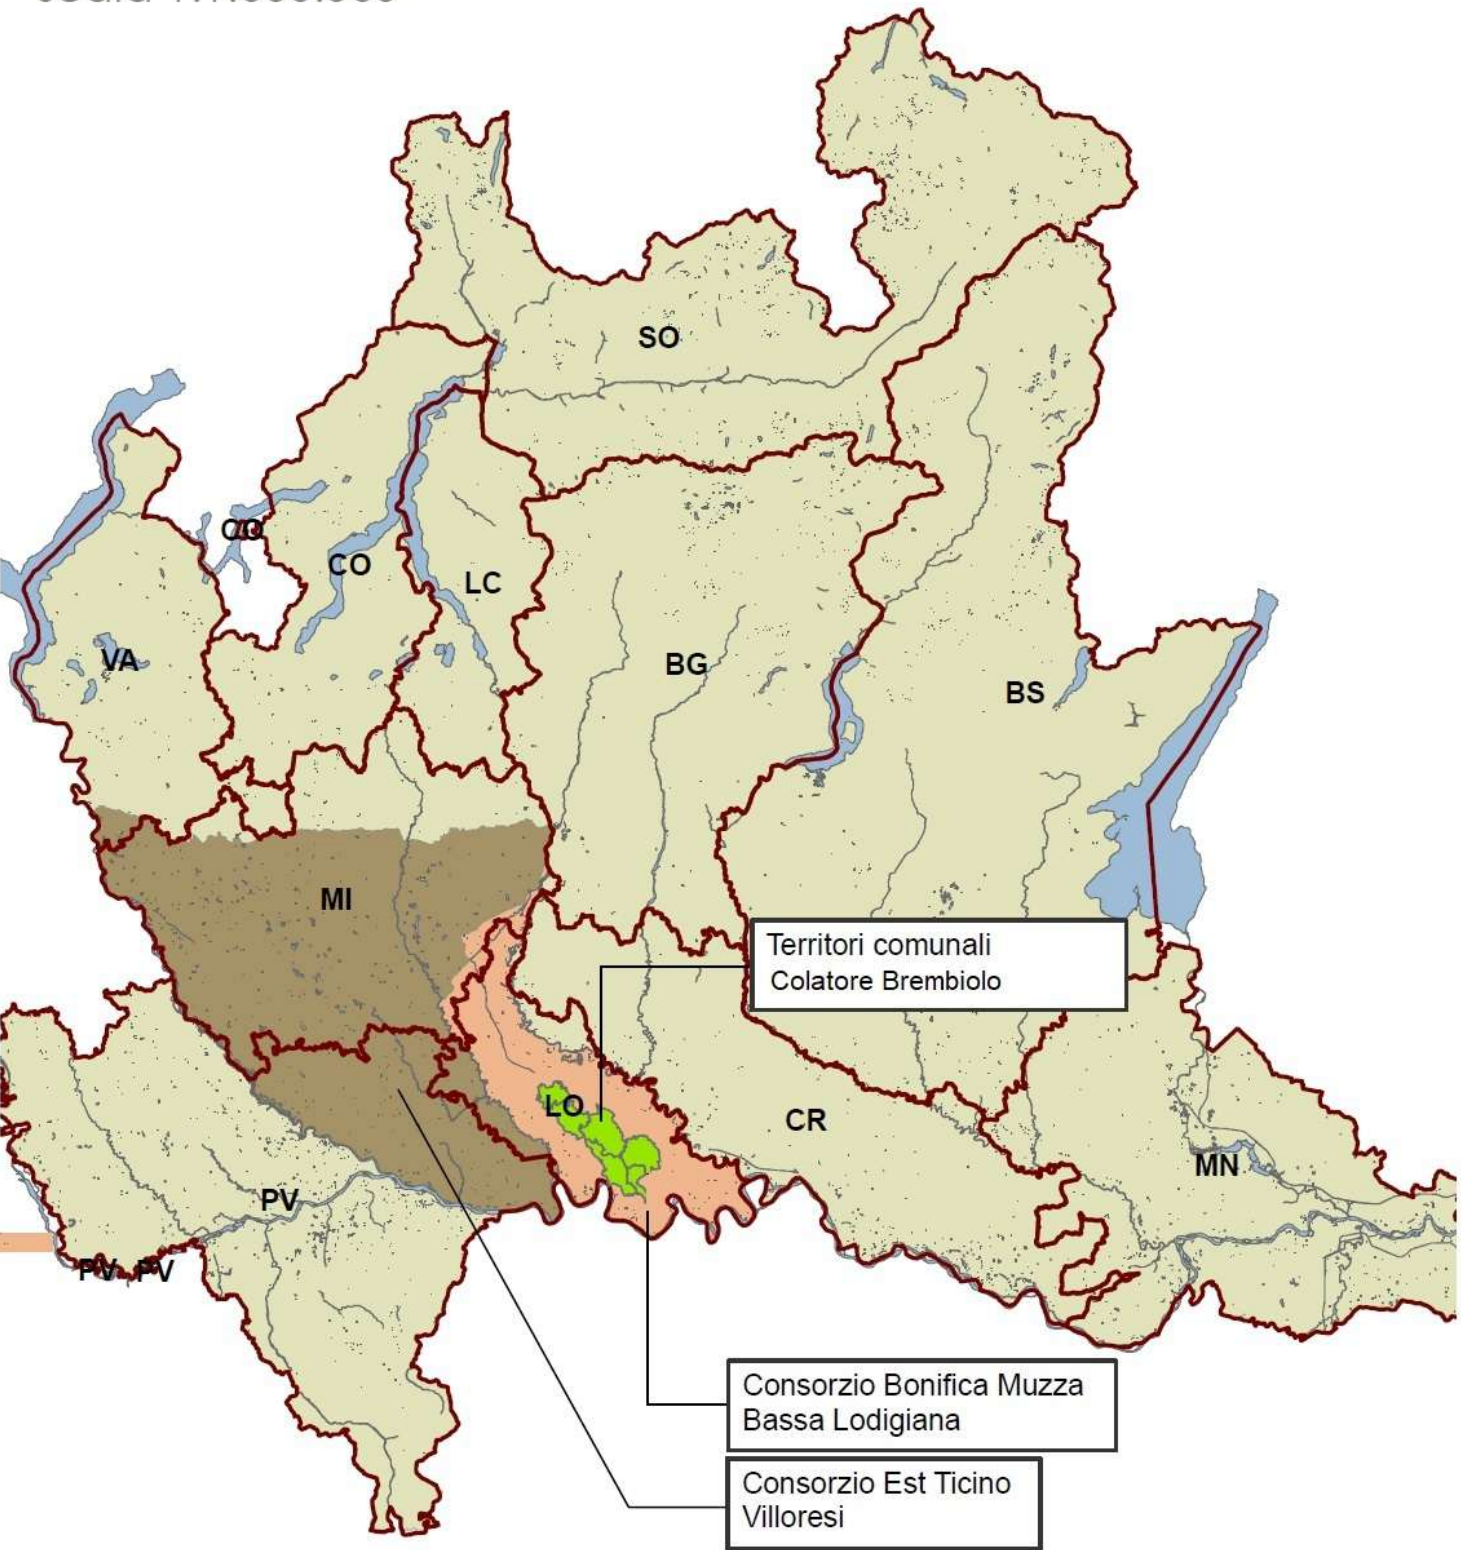 SO
CO
CO
LC
VA
BG
BS
MI
Territori comunali
Colatore Brembiolo
LO
CR
MN
PV
PV PV
Consorzio Bonifica Muzza
Bassa Lodigiana
Consorzio Est Ticino
Villoresi